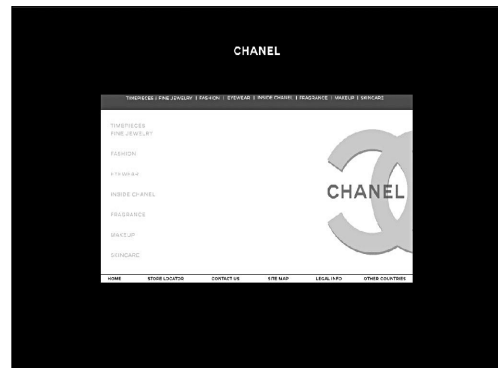 CHANEL
TIMEPIECES | FINE JEWELRY | FASHION | EYEWEAR | INSIDE CHANEL | FRAGRANCE | MAKEUP | SKINCARE
TIMEPIECES
FINE JEWELRY
FASHION
EYEWEAR
INSIDE CHANEL
FRAGRANCE
MAKEUP
SKINCARE
CHANEL
HOME STORE LOCATOR CONTACT US SITE MAP LEGAL INFO OTHER COUNTRIES